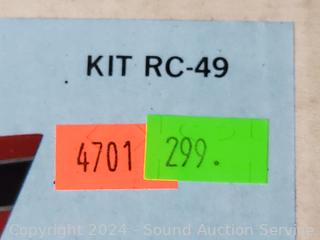 KIT RC-49
4701
299.
Copyright 2024 - Sound Auction Service